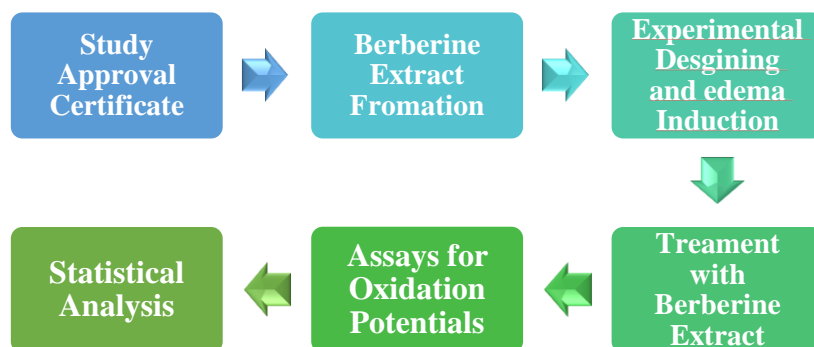 Study
Approval
Certificate
Berberine
Extract
Fromation
Experimental
Desgining
and edema
Induction
Treament
with
Berberine
Extract
Assays for
Oxidation
Potentials
Statistical
Analysis